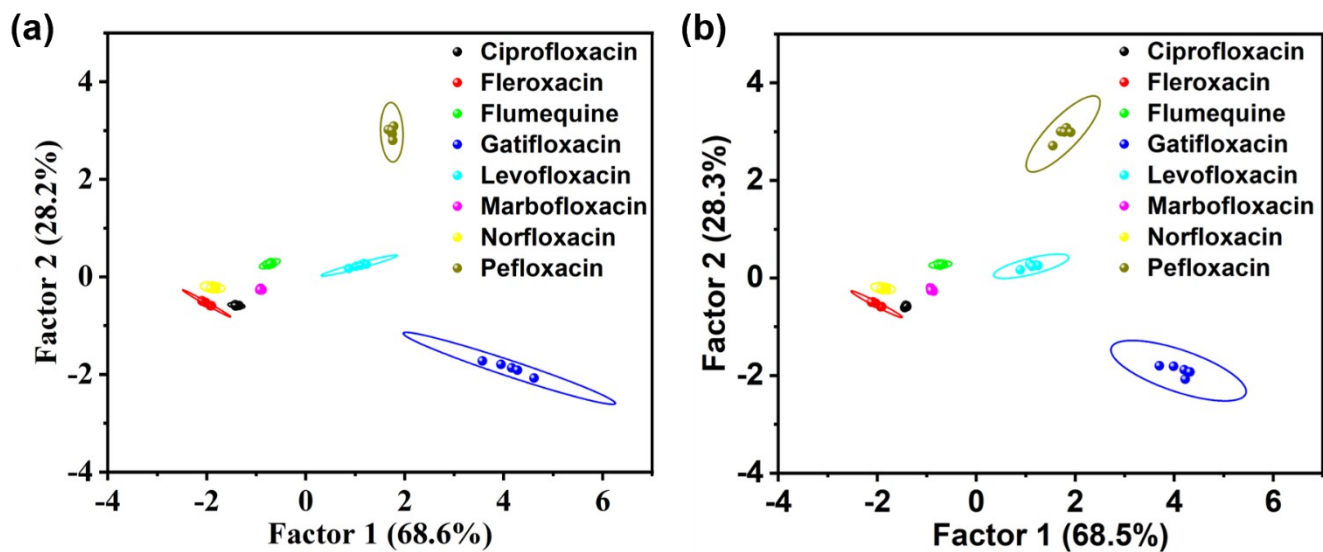 (a)
Ciprofloxacin
Fleroxacin
Flumequine
Gatifloxacin
Levofloxacin
Marbofloxacin
Norfloxacin
Pefloxacin
4
2
0
-2
-4
Factor 2 (28.2%)
-4 -2 0 2 4 6
Factor 1 (68.6%)
(b)
Ciprofloxacin
Fleroxacin
Flumequine
Gatifloxacin
Levofloxacin
Marbofloxacin
Norfloxacin
Pefloxacin
4
2
0
-2
-4
Factor 2 (28.3%)
-4 -2 0 2 4 6
Factor 1 (68.5%)